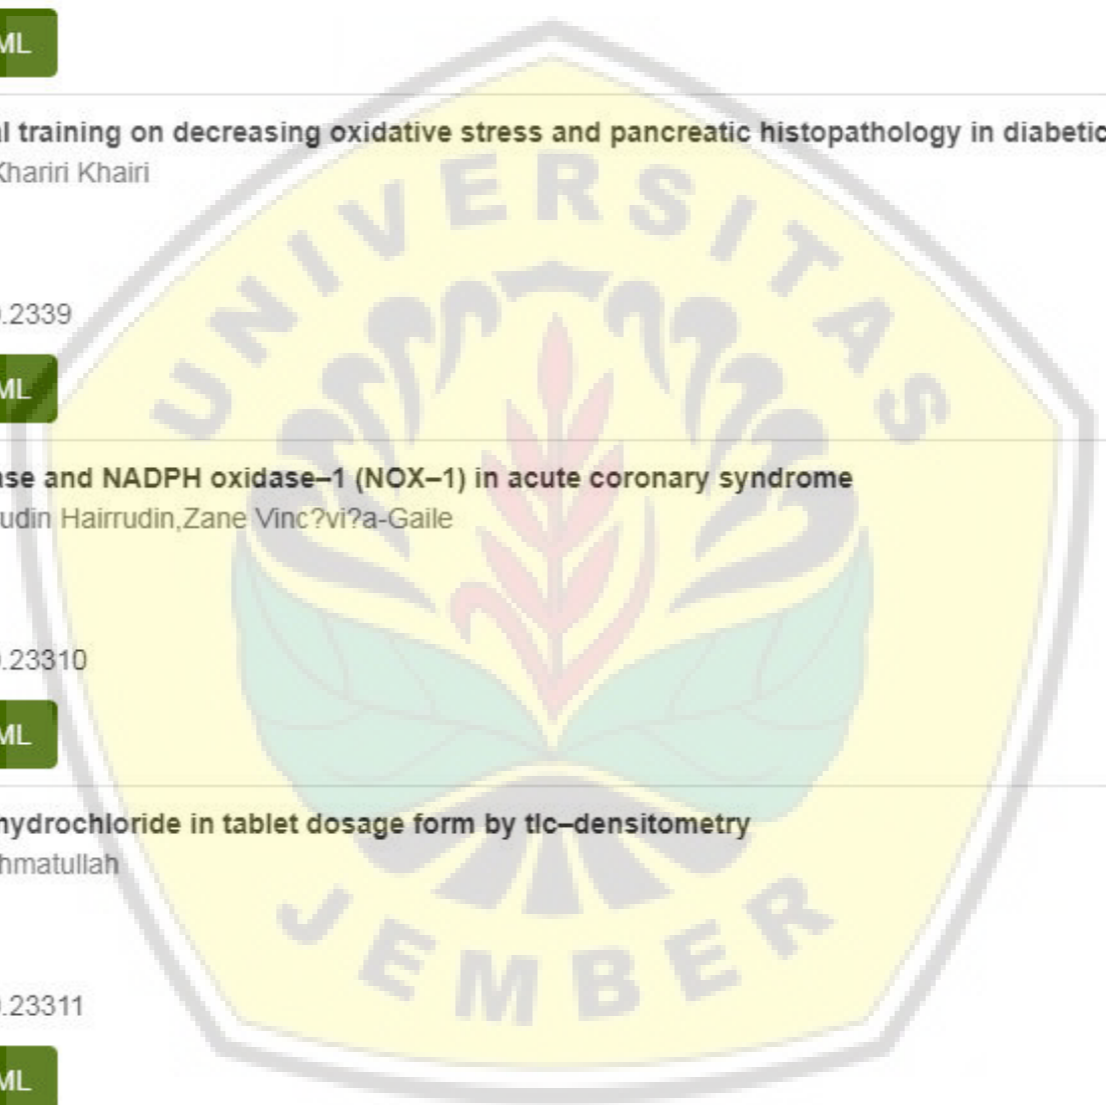 ML
l training on decreasing oxidative stress and pancreatic histopathology in diabetic
Khariri Khairi
UNIVERSITAS
.2339
ML
ase and NADPH oxidase–1 (NOX–1) in acute coronary syndrome
udin Hairrudin,Zane Vinc?vi?a-Gaile
.23310
ML
hydrochloride in tablet dosage form by tlc–densitometry
hmatullah
JEMBER
.23311
ML